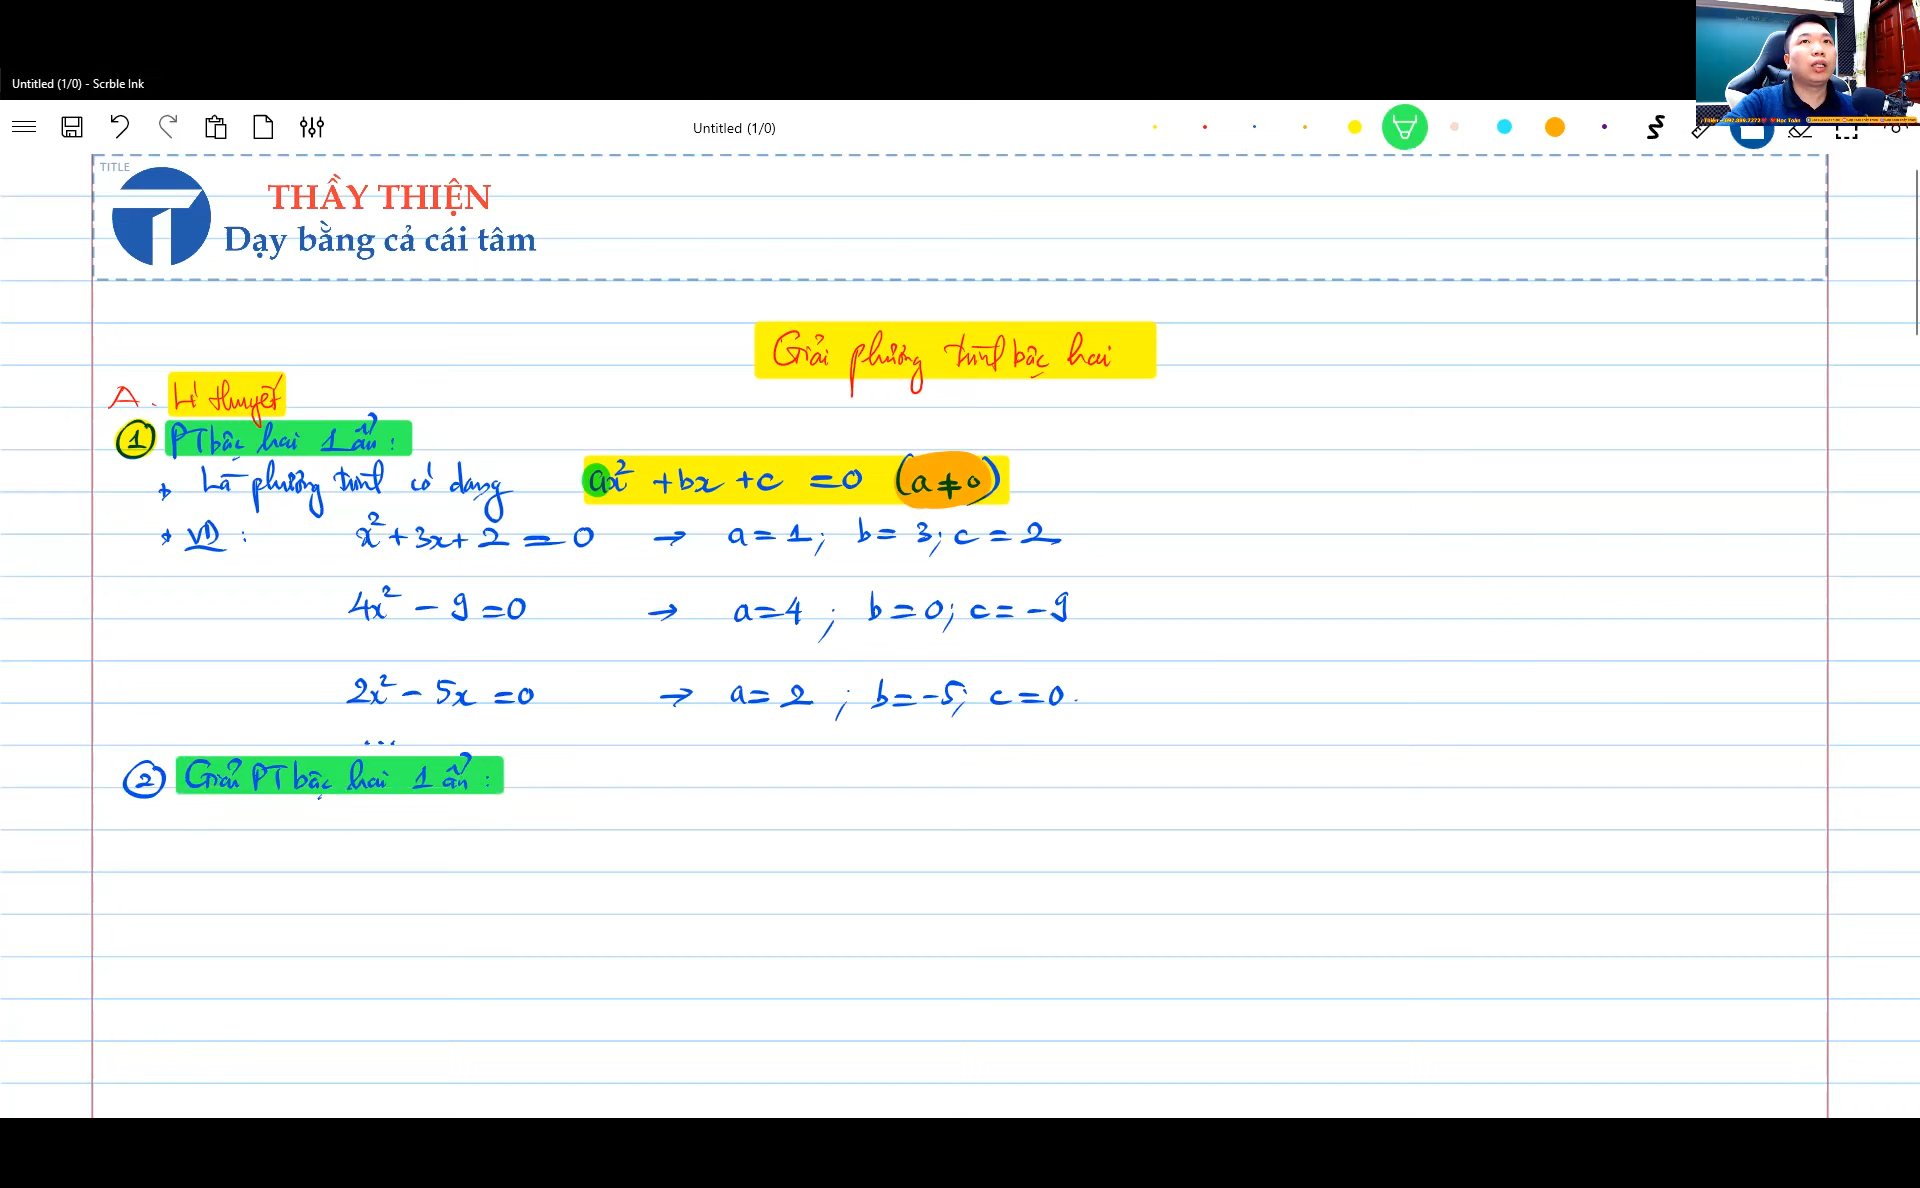 Untitled (1/0) - Scrble Ink
Untitled (1/0)
TITLE
THẦY THIỆN
Dạy bằng cả cái tâm
Giải phương trình bậc hai
A. Lí thuyết
① PT bậc hai 1 ẩn:
* Là phương trình có dạng ax² + bx + c = 0 (a ≠ 0)
* VD: x² + 3x + 2 = 0 → a = 1; b = 3; c = 2
4x² - 9 = 0 → a = 4; b = 0; c = -9
2x² - 5x = 0 → a = 2; b = -5; c = 0.
...
② Giải PT bậc hai 1 ẩn: